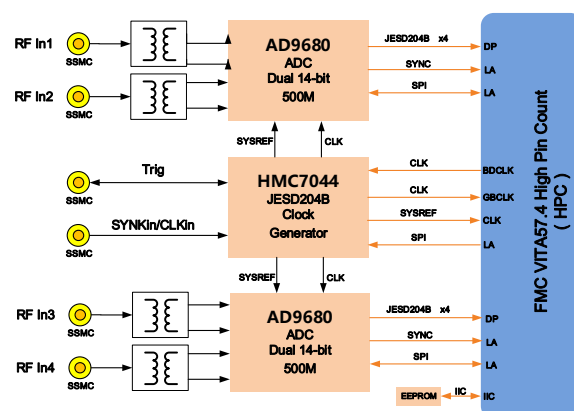 RF In1
SSMC
RF In2
SSMC
AD9680
ADC
Dual 14-bit
500M
JESD204B x4
DP
SYNC
LA
SPI
LA
SYSREF
CLK
Trig
SSMC
SYNKin/CLKin
SSMC
HMC7044
JESD204B
Clock
Generator
CLK
BDCLK
CLK
GBCLK
SYSREF
CLK
SPI
LA
SYSREF
CLK
RF In3
SSMC
RF In4
SSMC
AD9680
ADC
Dual 14-bit
500M
JESD204B x4
DP
SYNC
LA
SPI
LA
EEPROM
IIC
IIC
FMC VITA57.4 High Pin Count
( HPC )